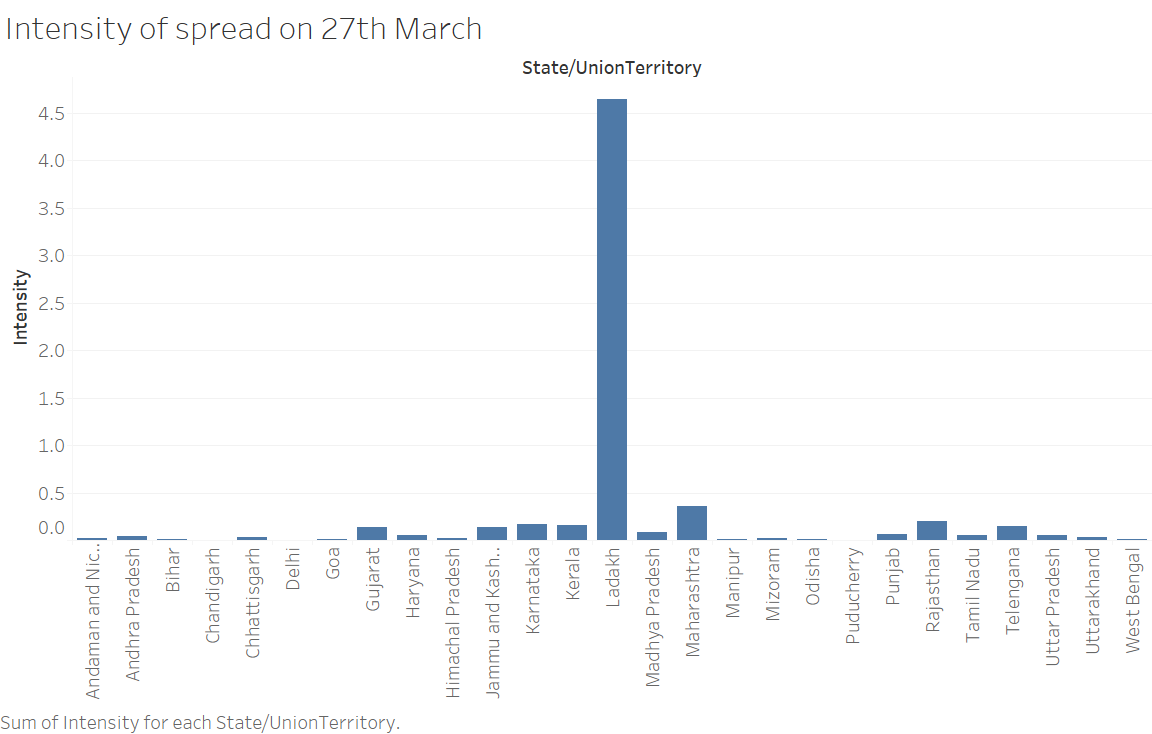 Intensity of spread on 27th March
State/UnionTerritory
Intensity
4.5
4.0
3.5
3.0
2.5
2.0
1.5
1.0
0.5
0.0
Andaman and Nic..
Andhra Pradesh
Bihar
Chandigarh
Chhattisgarh
Delhi
Goa
Gujarat
Haryana
Himachal Pradesh
Jammu and Kash..
Karnataka
Kerala
Ladakh
Madhya Pradesh
Maharashtra
Manipur
Mizoram
Odisha
Puducherry
Punjab
Rajasthan
Tamil Nadu
Telengana
Uttar Pradesh
Uttarakhand
West Bengal
Sum of Intensity for each State/UnionTerritory.